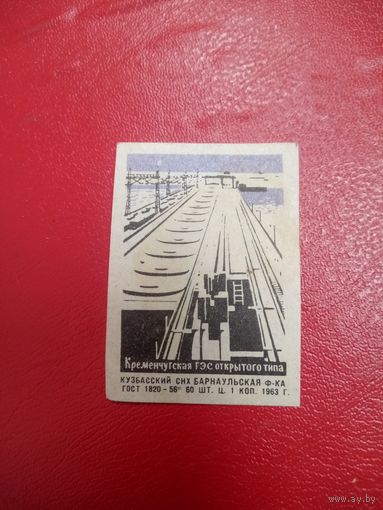 Кременчугская ГЭС открытого типа
КУЗБАССКИЙ СНХ БАРНАУЛЬСКАЯ Ф-КА
ГОСТ 1820-56° 60 ШТ. Ц. 1 КОП. 1963 Г.
www.ay.by